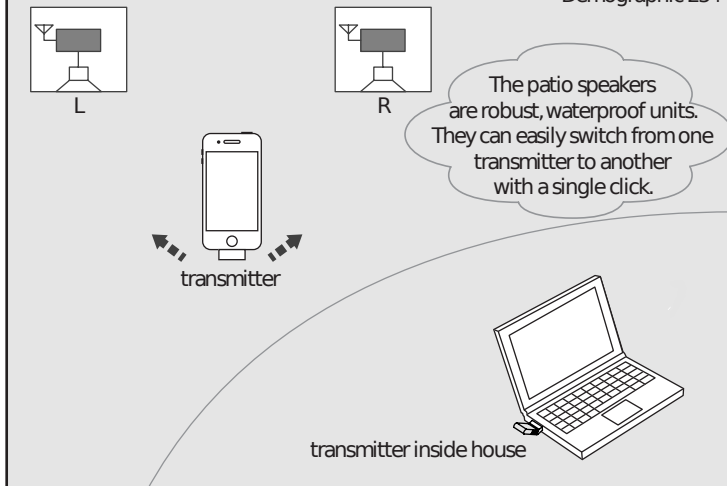 L
R
The patio speakers
are robust, waterproof units.
They can easily switch from one
transmitter to another
with a single click.
transmitter
transmitter inside house